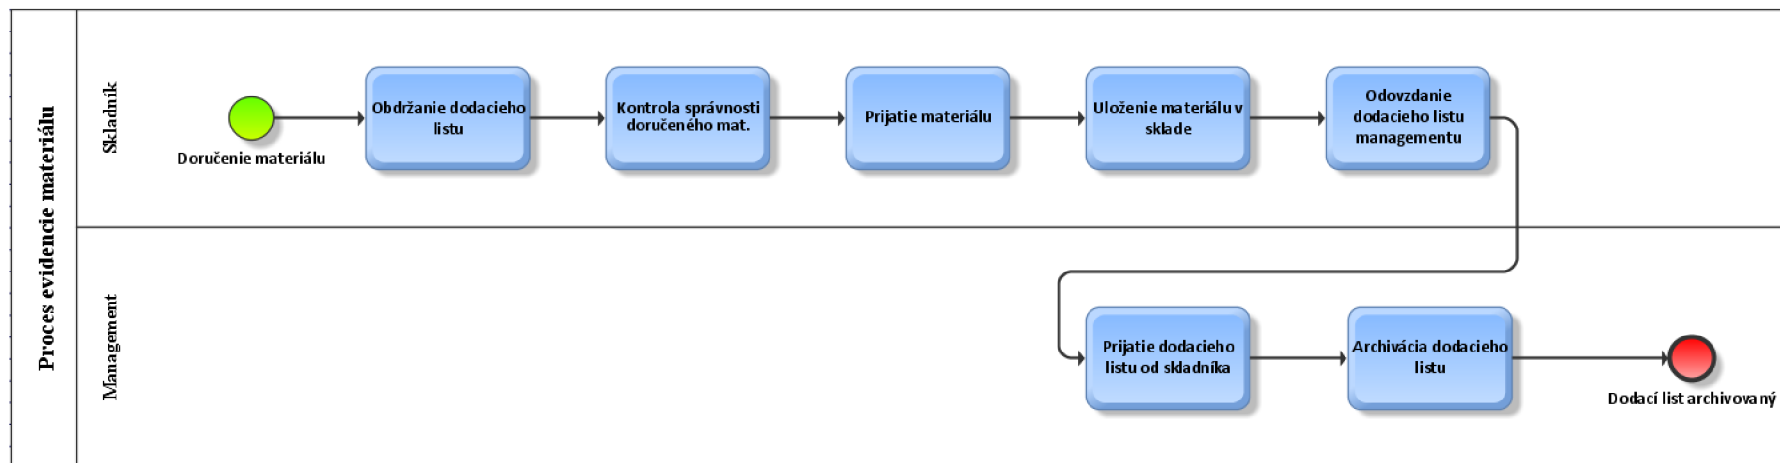 Proces evidencie materiálu
Skladník
Doručenie materiálu
Obdržanie dodacieho
listu
Kontrola správnosti
doručeného mat.
Prijatie materiálu
Uloženie materiálu v
sklade
Odovzdanie
dodacieho listu
managementu
Management
Prijatie dodacieho
listu od skladníka
Archivácia dodacieho
listu
Dodací list archivovaný